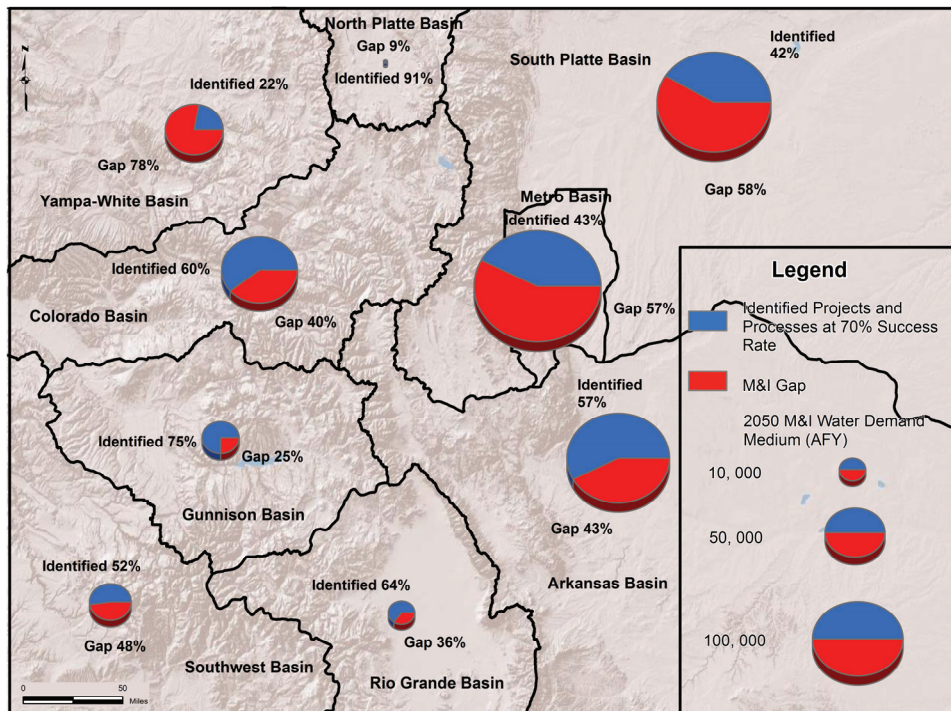 North Platte Basin
Gap 9%
Identified 91%
Identified
42%
South Platte Basin
Gap 58%
Identified 22%
Gap 78%
Yampa-White Basin
Metro Basin
Identified 43%
Gap 57%
Identified 60%
Gap 40%
Colorado Basin
Identified
57%
Gap 43%
Arkansas Basin
Identified 75%
Gap 25%
Gunnison Basin
Identified 52%
Gap 48%
Southwest Basin
Identified 64%
Gap 36%
Rio Grande Basin
Legend
Identified Projects and
Processes at 70% Success
Rate
M&I Gap
2050 M&I Water Demand
Medium (AFY)
10, 000
50, 000
100, 000
N
0 50
Miles